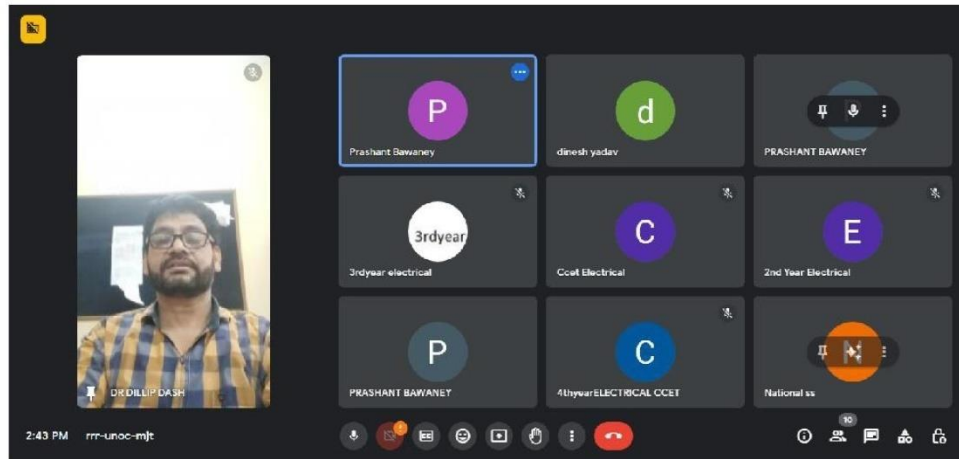 P
Prashant Bawaney
d
dinesh yadav
PRASHANT BAWANEY
3rdyear
3rdyear electrical
C
Ccet Electrical
E
2nd Year Electrical
DR DILLIP DASH
P
PRASHANT BAWANEY
C
4thyearELECTRICAL CCET
N
National ss
2:43 PM rrr-unoc-mjt
10